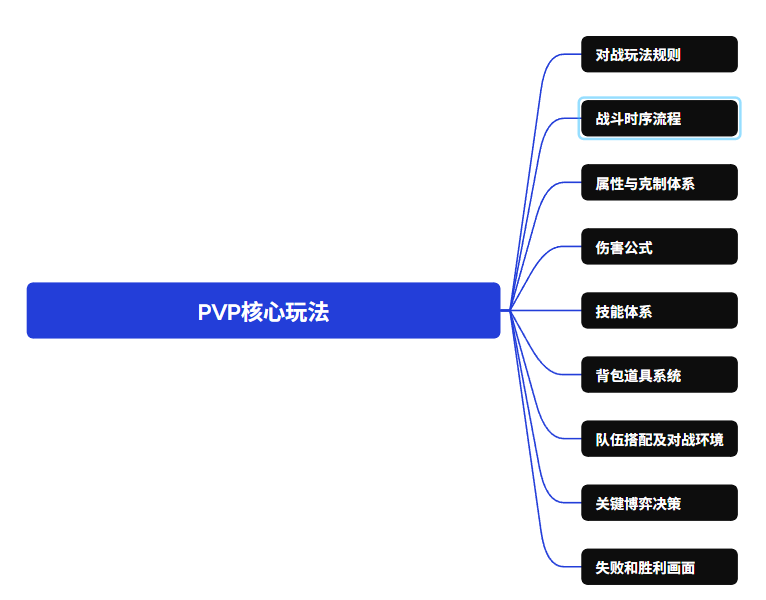 PVP核心玩法
对战玩法规则
战斗时序流程
属性与克制体系
伤害公式
技能体系
背包道具系统
队伍搭配及对战环境
关键博弈决策
失败和胜利画面